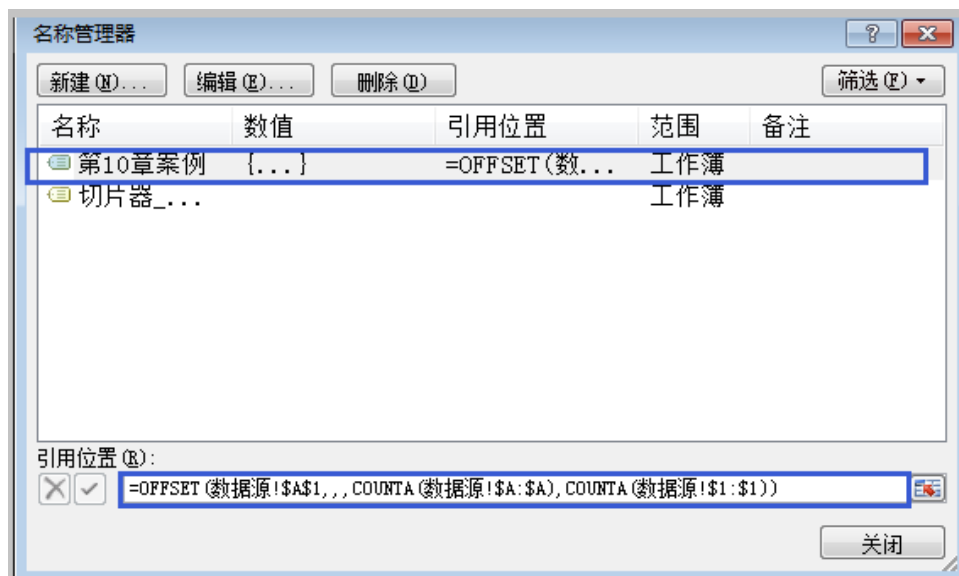 名称管理器
新建(N)... 编辑(E)... 删除(D) 筛选(F)
名称 数值 引用位置 范围 备注
第10章案例 {...} =OFFSET(数... 工作簿
切片器_... 工作簿
引用位置(R):
=OFFSET(数据源!$A$1,,,COUNTA(数据源!$A:$A),COUNTA(数据源!$1:$1))
关闭